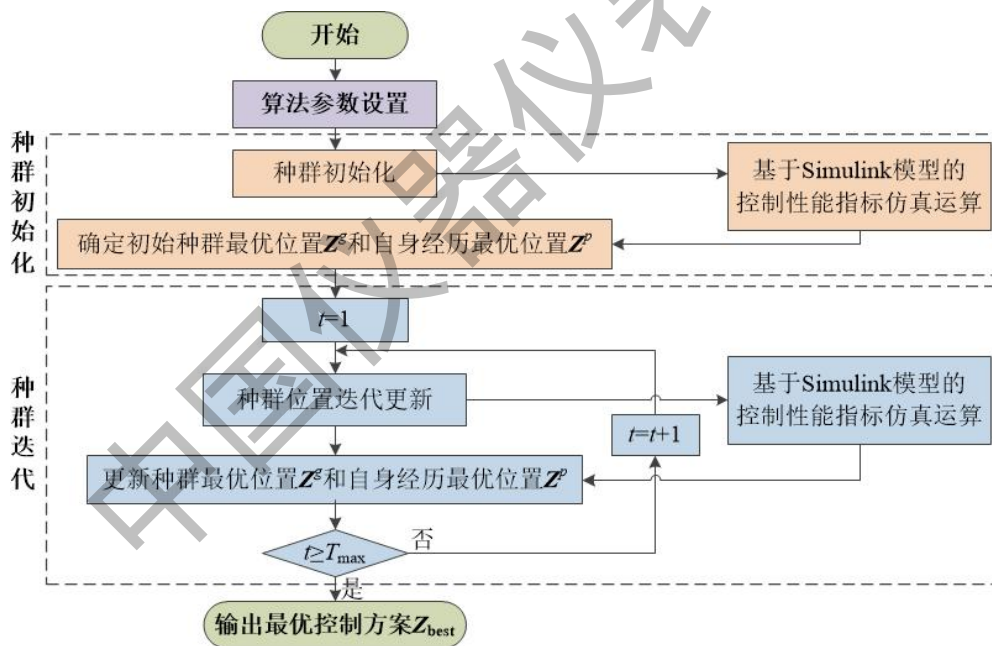 开始
算法参数设置
种群初始化
种群初始化
基于Simulink模型的
控制性能指标仿真运算
确定初始种群最优位置Zᵍ和自身经历最优位置Zᵖ
种群迭代
t=1
种群位置迭代更新
基于Simulink模型的
控制性能指标仿真运算
t=t+1
更新种群最优位置Zᵍ和自身经历最优位置Zᵖ
t≥Tmax
否
是
输出最优控制方案Zbest
中国仪器仪表